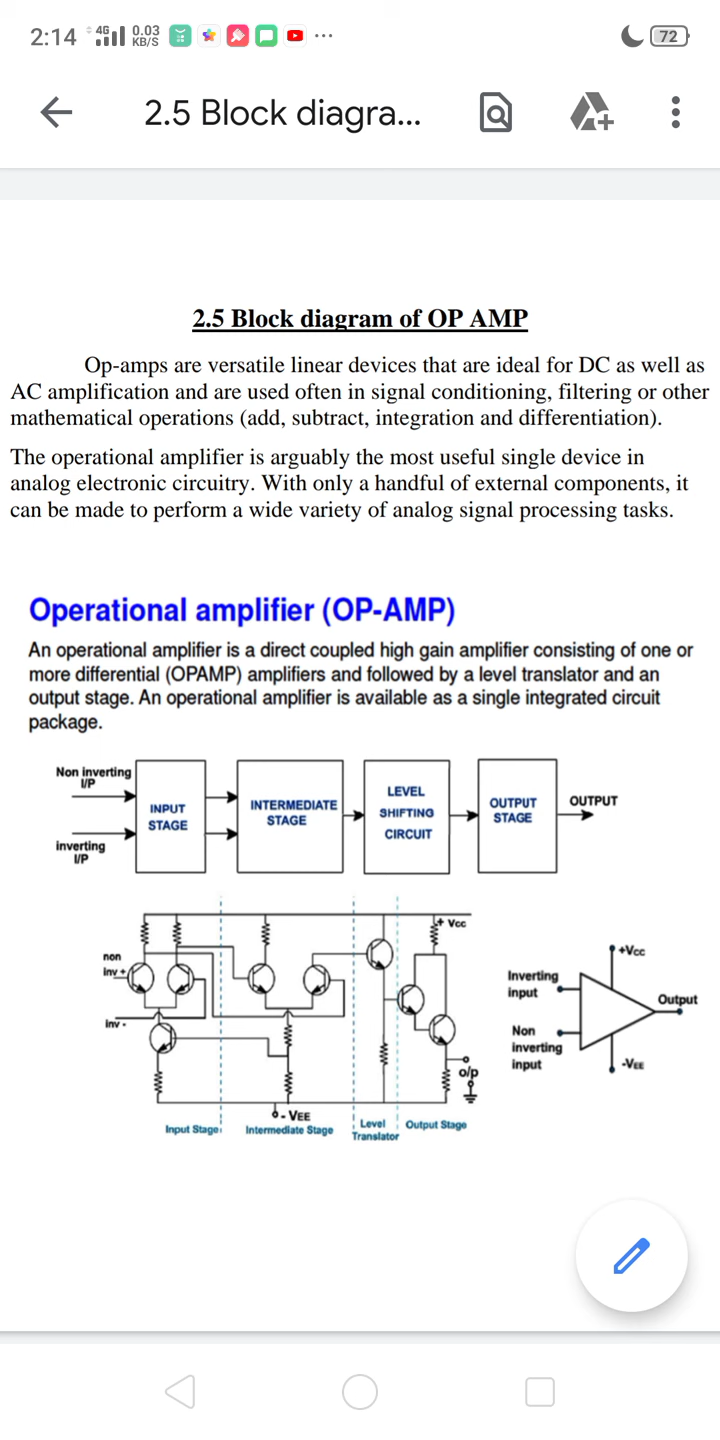 2:14 4G 0.03 KB/S ... 72
2.5 Block diagra...
2.5 Block diagram of OP AMP
Op-amps are versatile linear devices that are ideal for DC as well as
AC amplification and are used often in signal conditioning, filtering or other
mathematical operations (add, subtract, integration and differentiation).
The operational amplifier is arguably the most useful single device in
analog electronic circuitry. With only a handful of external components, it
can be made to perform a wide variety of analog signal processing tasks.
Operational amplifier (OP-AMP)
An operational amplifier is a direct coupled high gain amplifier consisting of one or
more differential (OPAMP) amplifiers and followed by a level translator and an
output stage. An operational amplifier is available as a single integrated circuit
package.
Non inverting
I/P
inverting
I/P
INPUT
STAGE
INTERMEDIATE
STAGE
LEVEL
SHIFTING
CIRCUIT
OUTPUT
STAGE
OUTPUT
+ Vcc
non
inv +
inv -
o/p
- VEE
Input Stage
Intermediate Stage
Level
Translator
Output Stage
+Vcc
Inverting
input
Output
Non
inverting
input
-VEE